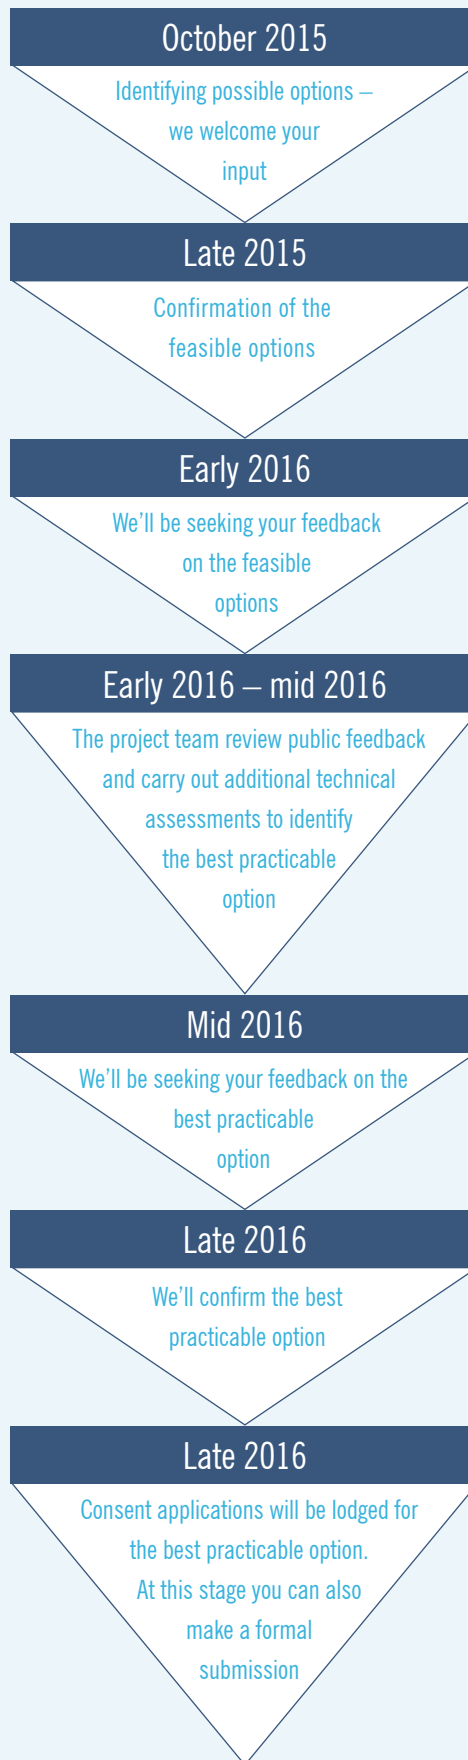 October 2015
Identifying possible options –
we welcome your
input
Late 2015
Confirmation of the
feasible options
Early 2016
We’ll be seeking your feedback
on the feasible
options
Early 2016 – mid 2016
The project team review public feedback
and carry out additional technical
assessments to identify
the best practicable
option
Mid 2016
We’ll be seeking your feedback on the
best practicable
option
Late 2016
We’ll confirm the best
practicable option
Late 2016
Consent applications will be lodged for
the best practicable option.
At this stage you can also
make a formal
submission